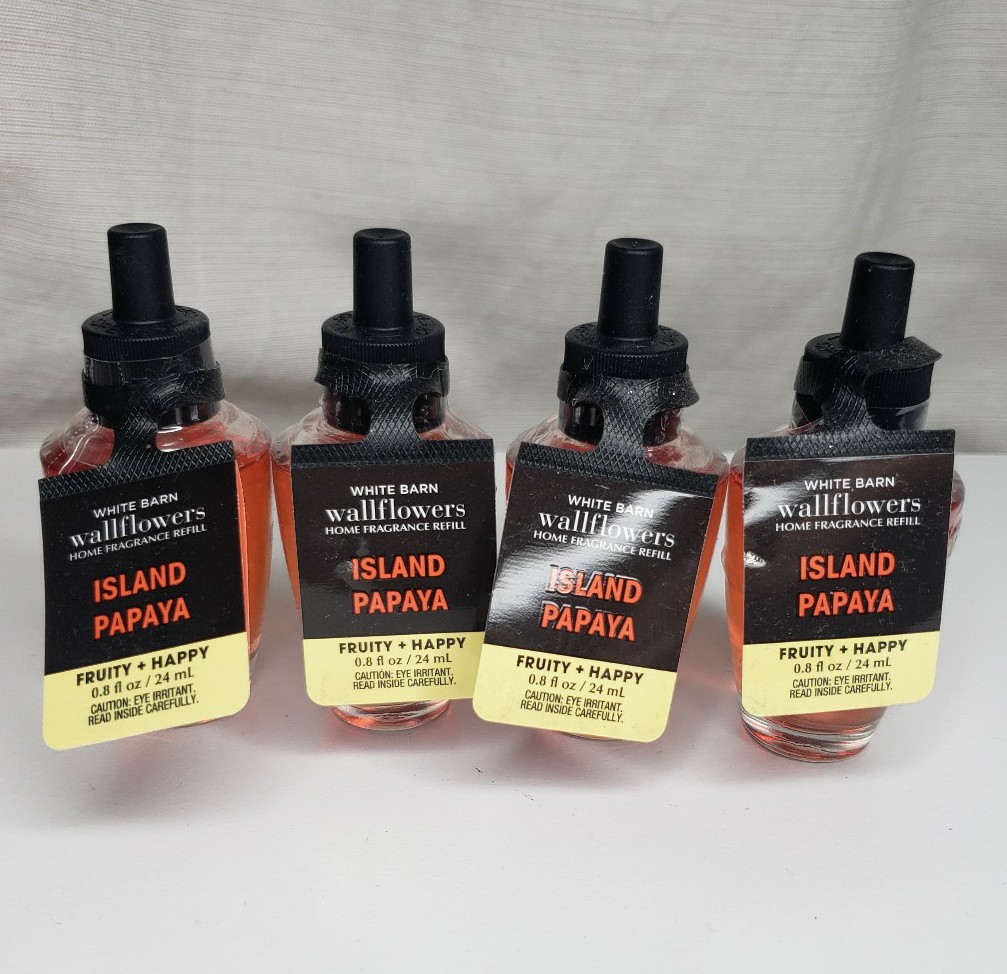 WHITE BARN
wallflowers
HOME FRAGRANCE REFILL
ISLAND
PAPAYA
FRUITY + HAPPY
0.8 fl oz / 24 mL
CAUTION: EYE IRRITANT.
READ INSIDE CAREFULLY.
WHITE BARN
wallflowers
HOME FRAGRANCE REFILL
ISLAND
PAPAYA
FRUITY + HAPPY
0.8 fl oz / 24 mL
CAUTION: EYE IRRITANT.
READ INSIDE CAREFULLY.
WHITE BARN
wallflowers
HOME FRAGRANCE REFILL
ISLAND
PAPAYA
FRUITY + HAPPY
0.8 fl oz / 24 mL
CAUTION: EYE IRRITANT.
READ INSIDE CAREFULLY.
WHITE BARN
wallflowers
HOME FRAGRANCE REFILL
ISLAND
PAPAYA
FRUITY + HAPPY
0.8 fl oz / 24 mL
CAUTION: EYE IRRITANT.
READ INSIDE CAREFULLY.